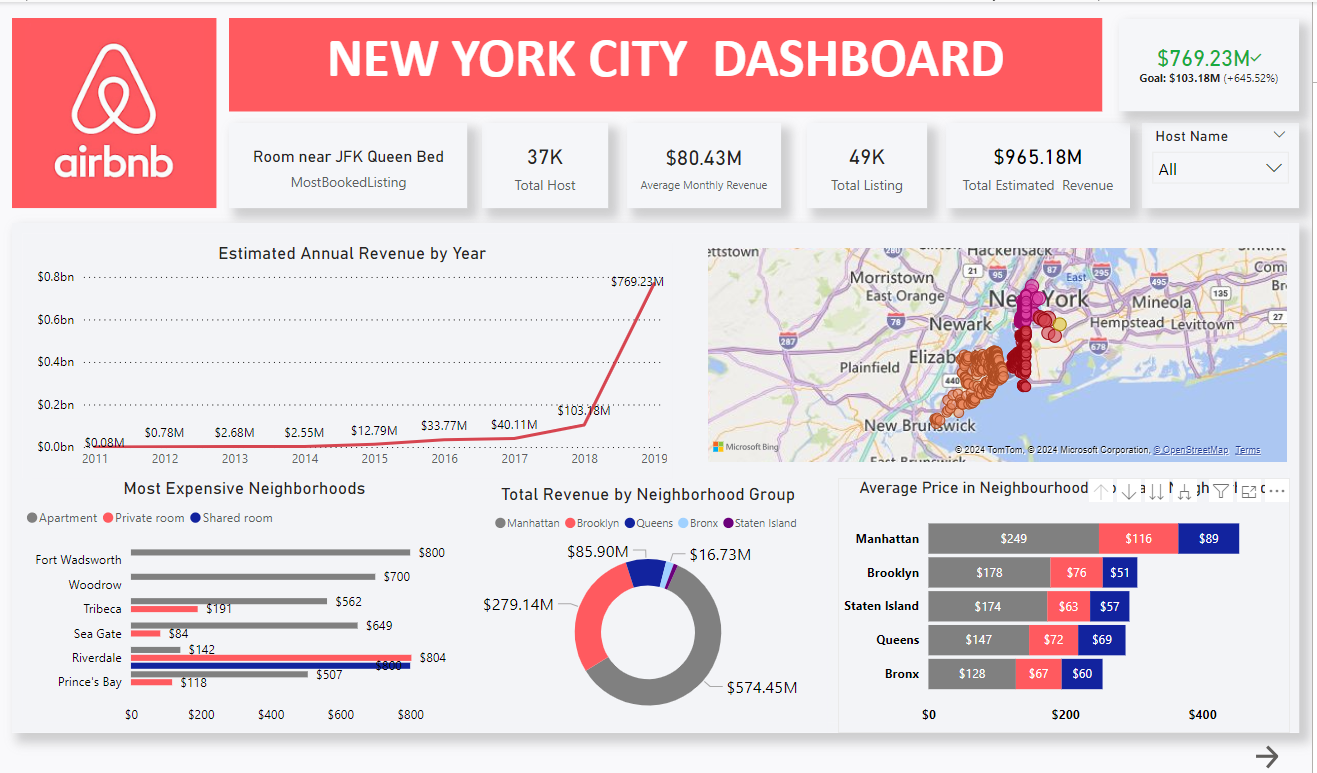 airbnb
NEW YORK CITY DASHBOARD
$769.23M
Goal: $103.18M (+645.52%)
Room near JFK Queen Bed
MostBookedListing
37K
Total Host
$80.43M
Average Monthly Revenue
49K
Total Listing
$965.18M
Total Estimated Revenue
Host Name
All
Estimated Annual Revenue by Year
$0.8bn
$0.6bn
$0.4bn
$0.2bn
$0.0bn
$0.08M
$0.78M
$2.68M
$2.55M
$12.79M
$33.77M
$40.11M
$103.18M
$769.23M
2011 2012 2013 2014 2015 2016 2017 2018 2019
ettstown
Hackensack
Morristown
East Orange
East
New York
Newark
Mineola
Hempstead
Levittown
Com
Br
Plainfield
Elizab
New Brunswick
East Brunswick
21
95
87
295
495
135
27
78
287
678
440
280
Microsoft Bing
© 2024 TomTom, © 2024 Microsoft Corporation, © OpenStreetMap Terms
Most Expensive Neighborhoods
Apartment Private room Shared room
Fort Wadsworth $800
Woodrow $700
Tribeca $562
$191
Sea Gate $649
$84
Riverdale $142
$804
$800
Prince's Bay $507
$118
$0 $200 $400 $600 $800
Total Revenue by Neighborhood Group
Manhattan Brooklyn Queens Bronx Staten Island
$85.90M
$16.73M
$279.14M
$574.45M
Average Price in Neighbourhood
Manhattan $249 $116 $89
Brooklyn $178 $76 $51
Staten Island $174 $63 $57
Queens $147 $72 $69
Bronx $128 $67 $60
$0 $200 $400